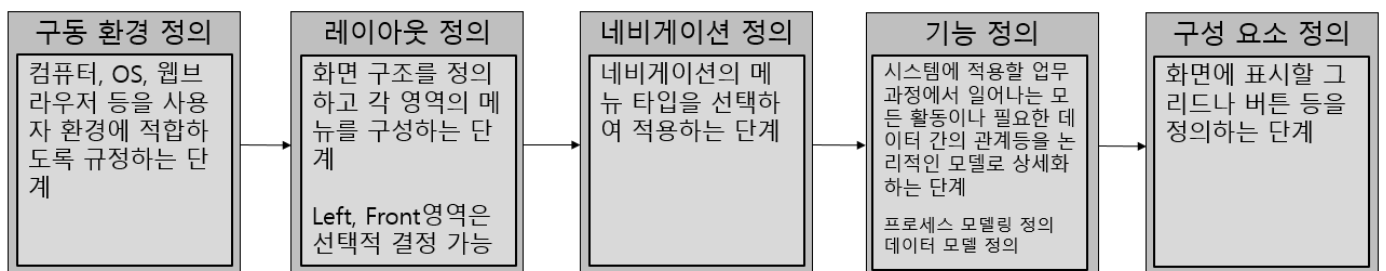 구동 환경 정의
컴퓨터, OS, 웹브
라우저 등을 사용
자 환경에 적합하
도록 규정하는 단
계
레이아웃 정의
화면 구조를 정의
하고 각 영역의 메
뉴를 구성하는 단
계
Left, Front영역은
선택적 결정 가능
네비게이션 정의
네비게이션의 메
뉴 타입을 선택하
여 적용하는 단계
기능 정의
시스템에 적용할 업무
과정에서 일어나는 모
든 활동이나 필요한 데
이터 간의 관계등을 논
리적인 모델로 상세화
하는 단계
프로세스 모델링 정의
데이터 모델 정의
구성 요소 정의
화면에 표시할 그
리드나 버튼 등을
정의하는 단계